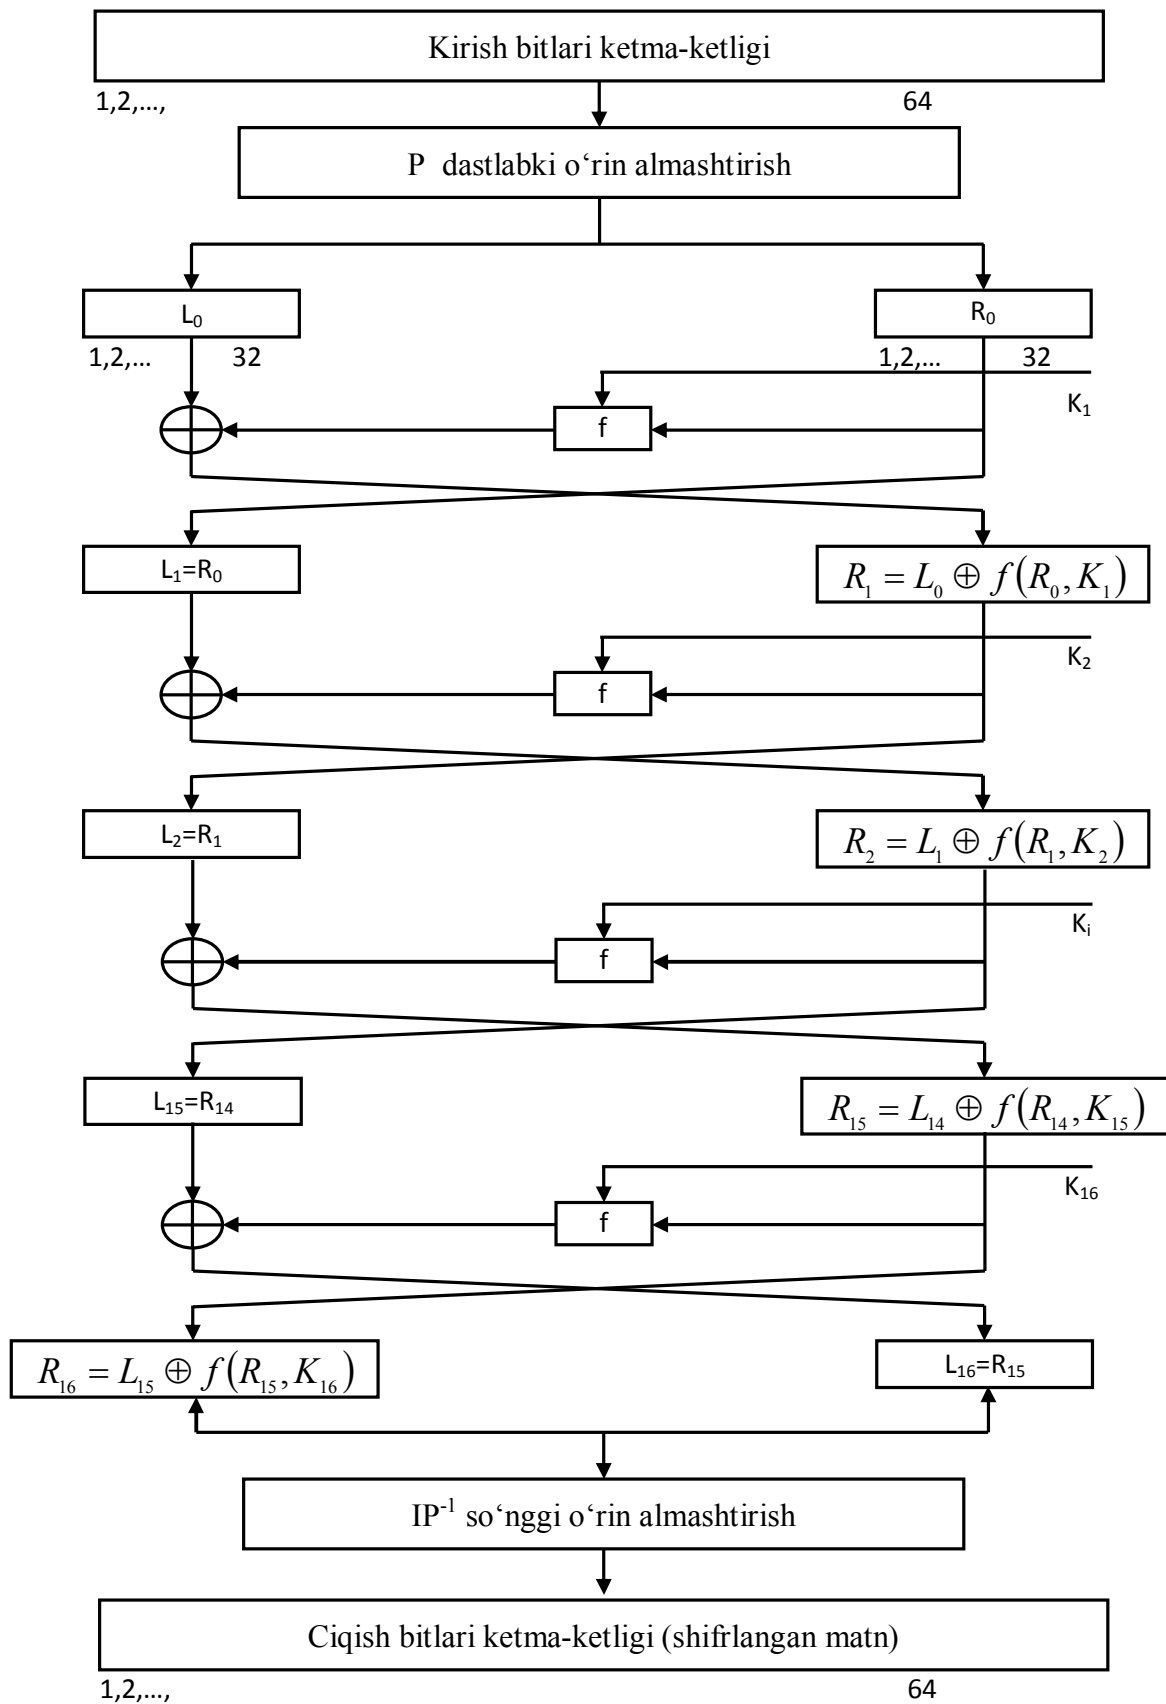 Kirish bitlari ketma-ketligi
1,2,..., 64
P dastlabki o‘rin almashtirish
L₀ R₀
1,2,... 32 1,2,... 32
K₁
f
L₁=R₀ R₁ = L₀ ⊕ f(R₀, K₁)
K₂
f
L₂=R₁ R₂ = L₁ ⊕ f(R₁, K₂)
Kᵢ
f
L₁₅=R₁₄ R₁₅ = L₁₄ ⊕ f(R₁₄, K₁₅)
K₁₆
f
R₁₆ = L₁₅ ⊕ f(R₁₅, K₁₆) L₁₆=R₁₅
IP⁻¹ so‘nggi o‘rin almashtirish
Ciqish bitlari ketma-ketligi (shifrlangan matn)
1,2,..., 64